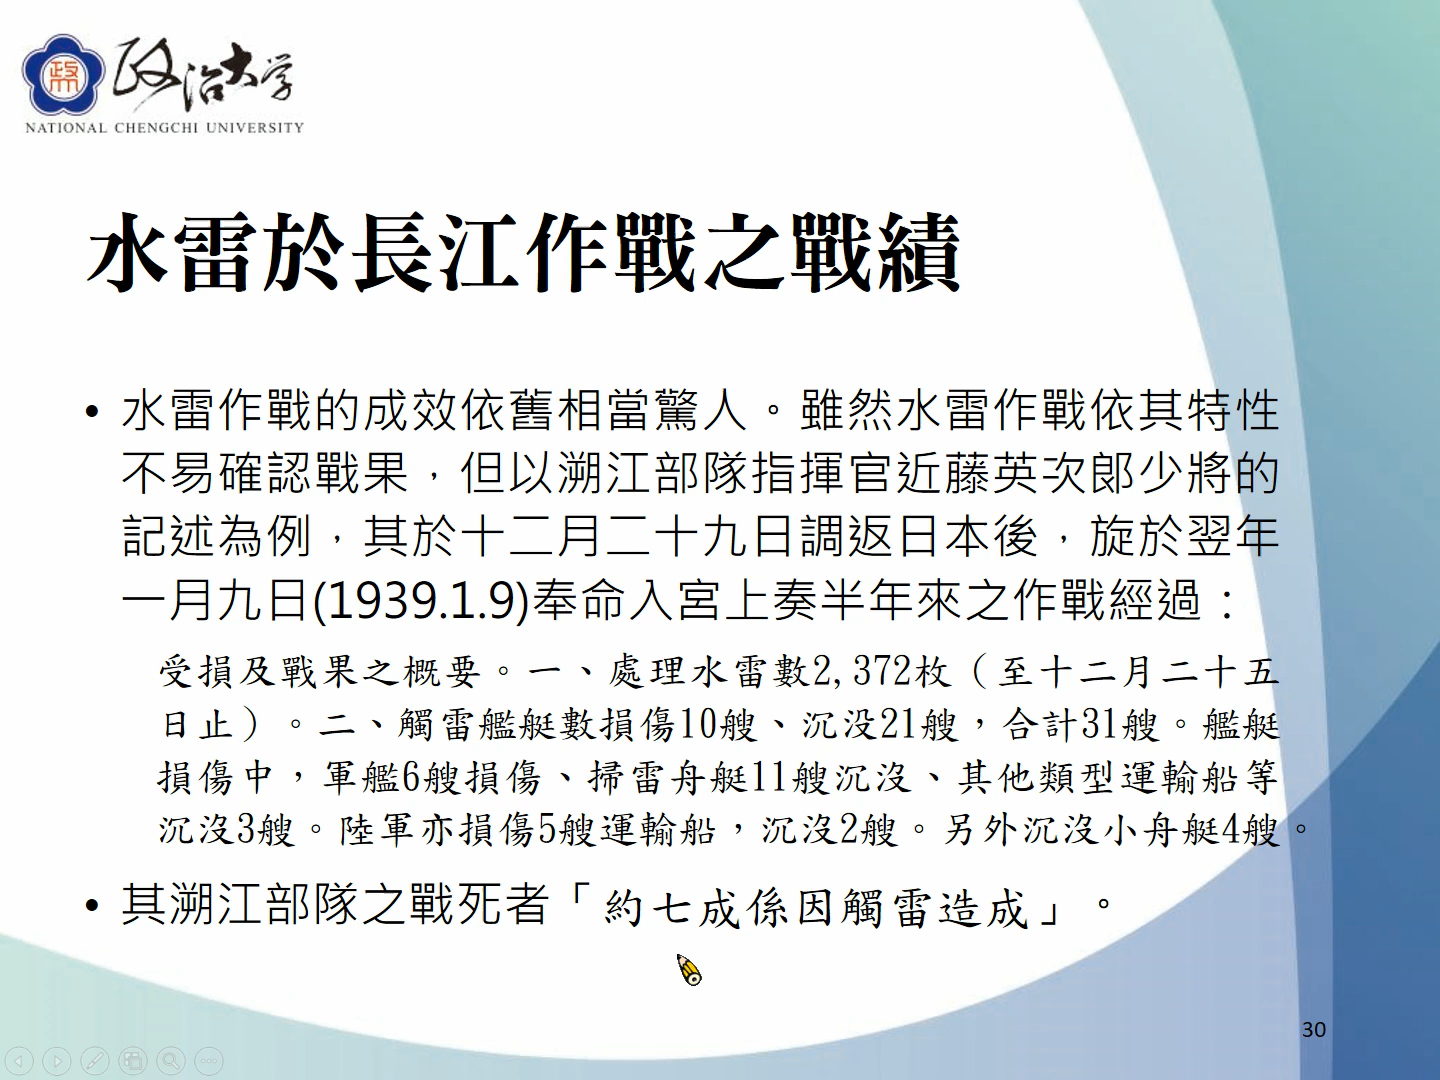 政治大学
NATIONAL CHENGCHI UNIVERSITY
水雷於長江作戰之戰績
• 水雷作戰的成效依舊相當驚人。雖然水雷作戰依其特性
不易確認戰果，但以溯江部隊指揮官近藤英次郎少將的
記述為例，其於十二月二十九日調返日本後，旋於翌年
一月九日(1939.1.9)奉命入宮上奏半年來之作戰經過：
受損及戰果之概要。一、處理水雷數2,372枚（至十二月二十五
日止）。二、觸雷艦艇數損傷10艘、沉没21艘，合計31艘。艦艇
損傷中，軍艦6艘損傷、掃雷舟艇11艘沉沒、其他類型運輸船等
沉沒3艘。陸軍亦損傷5艘運輸船，沉沒2艘。另外沉沒小舟艇4艘。
• 其溯江部隊之戰死者「約七成係因觸雷造成」。
30